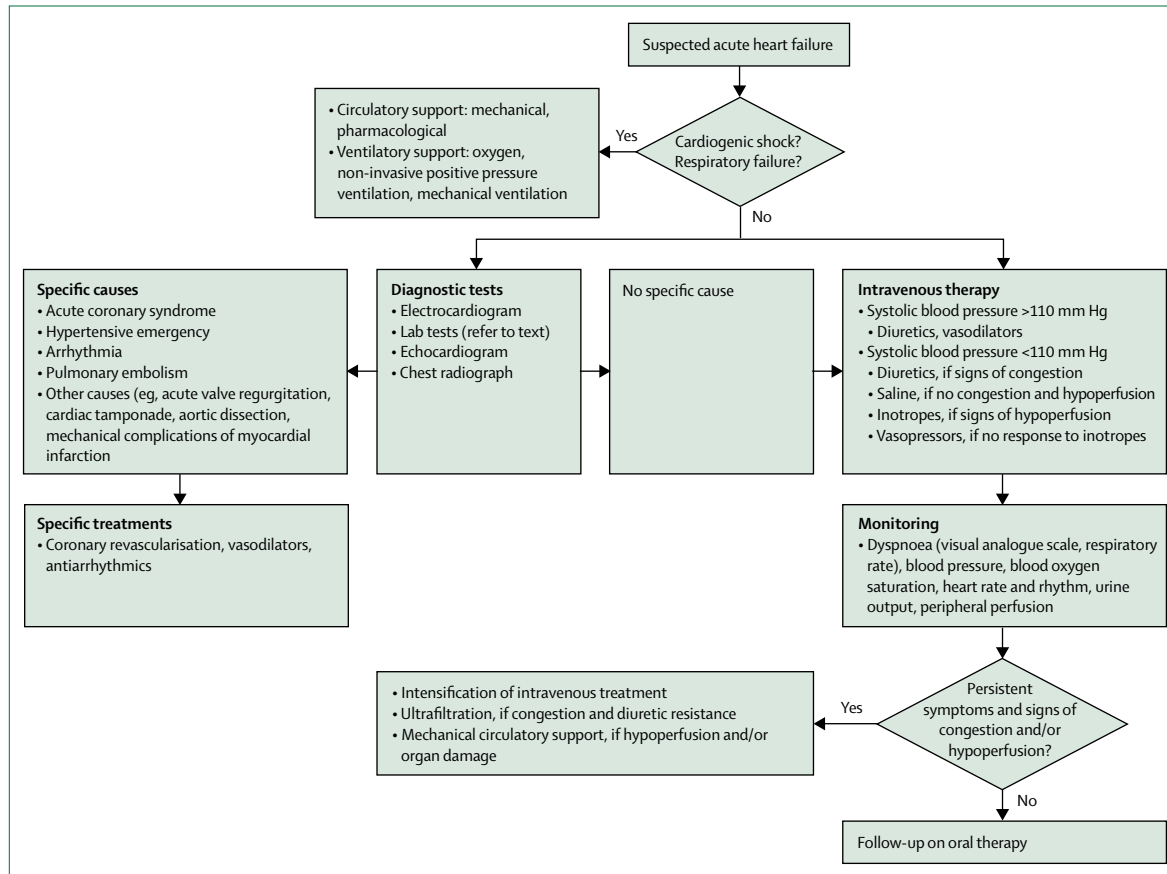 Suspected acute heart failure
• Circulatory support: mechanical,
pharmacological
• Ventilatory support: oxygen,
non-invasive positive pressure
ventilation, mechanical ventilation
Yes
Cardiogenic shock?
Respiratory failure?
No
Specific causes
• Acute coronary syndrome
• Hypertensive emergency
• Arrhythmia
• Pulmonary embolism
• Other causes (eg, acute valve regurgitation,
cardiac tamponade, aortic dissection,
mechanical complications of myocardial
infarction
Diagnostic tests
• Electrocardiogram
• Lab tests (refer to text)
• Echocardiogram
• Chest radiograph
No specific cause
Intravenous therapy
• Systolic blood pressure >110 mm Hg
• Diuretics, vasodilators
• Systolic blood pressure <110 mm Hg
• Diuretics, if signs of congestion
• Saline, if no congestion and hypoperfusion
• Inotropes, if signs of hypoperfusion
• Vasopressors, if no response to inotropes
Specific treatments
• Coronary revascularisation, vasodilators,
antiarrhythmics
Monitoring
• Dyspnoea (visual analogue scale, respiratory
rate), blood pressure, blood oxygen
saturation, heart rate and rhythm, urine
output, peripheral perfusion
• Intensification of intravenous treatment
• Ultrafiltration, if congestion and diuretic resistance
• Mechanical circulatory support, if hypoperfusion and/or
organ damage
Yes
Persistent
symptoms and signs of
congestion and/or
hypoperfusion?
No
Follow-up on oral therapy